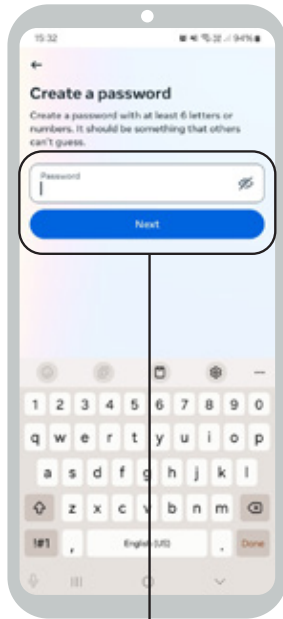 15:32
94%
Create a password
Create a password with at least 6 letters or
numbers. It should be something that others
can't guess.
Password
Next
1 2 3 4 5 6 7 8 9 0
q w e r t y u i o p
a s d f g h j k l
z x c v b n m
!#1 , English (US) . Done